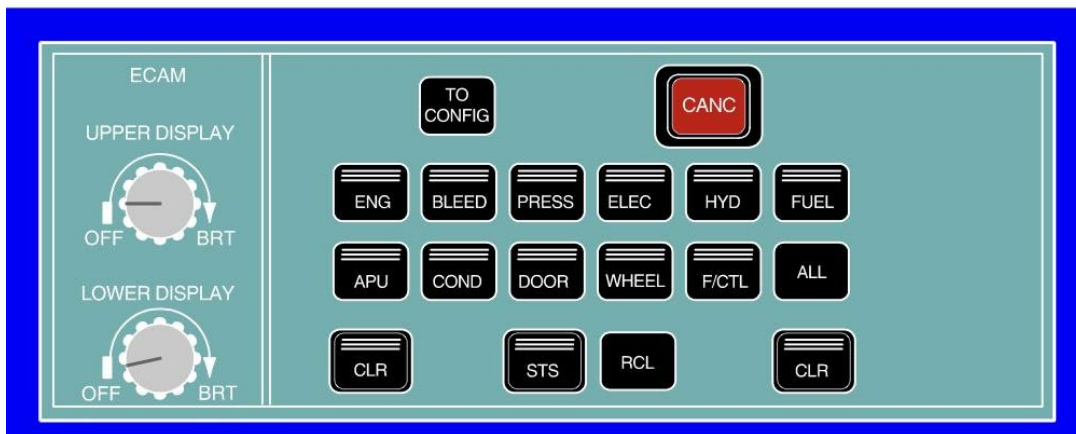 ECAM
UPPER DISPLAY
OFF BRT
LOWER DISPLAY
OFF BRT
TO
CONFIG
CANC
ENG BLEED PRESS ELEC HYD FUEL
APU COND DOOR WHEEL F/CTL ALL
CLR STS RCL CLR